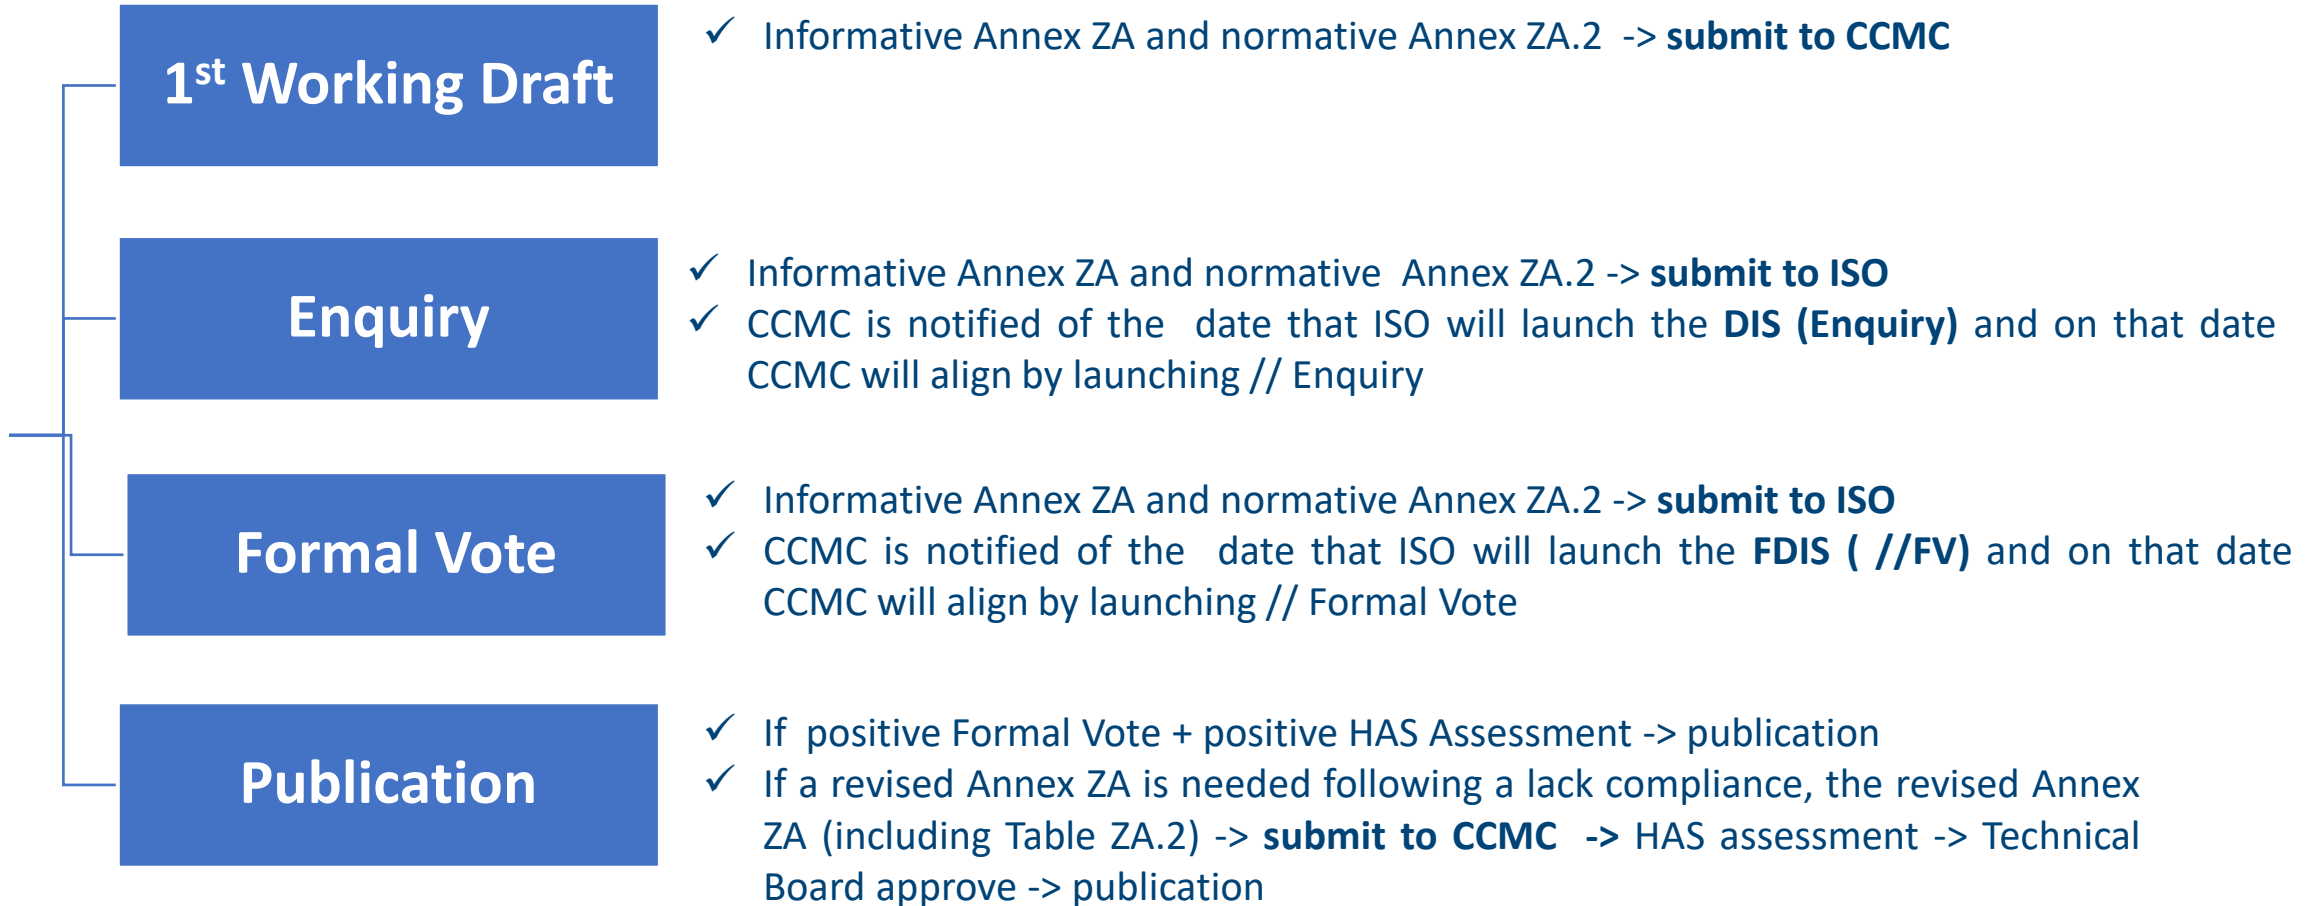 1st Working Draft
✓ Informative Annex ZA and normative Annex ZA.2 -> submit to CCMC
Enquiry
✓ Informative Annex ZA and normative Annex ZA.2 -> submit to ISO
✓ CCMC is notified of the date that ISO will launch the DIS (Enquiry) and on that date
CCMC will align by launching // Enquiry
Formal Vote
✓ Informative Annex ZA and normative Annex ZA.2 -> submit to ISO
✓ CCMC is notified of the date that ISO will launch the FDIS ( //FV) and on that date
CCMC will align by launching // Formal Vote
Publication
✓ If positive Formal Vote + positive HAS Assessment -> publication
✓ If a revised Annex ZA is needed following a lack compliance, the revised Annex
ZA (including Table ZA.2) -> submit to CCMC -> HAS assessment -> Technical
Board approve -> publication